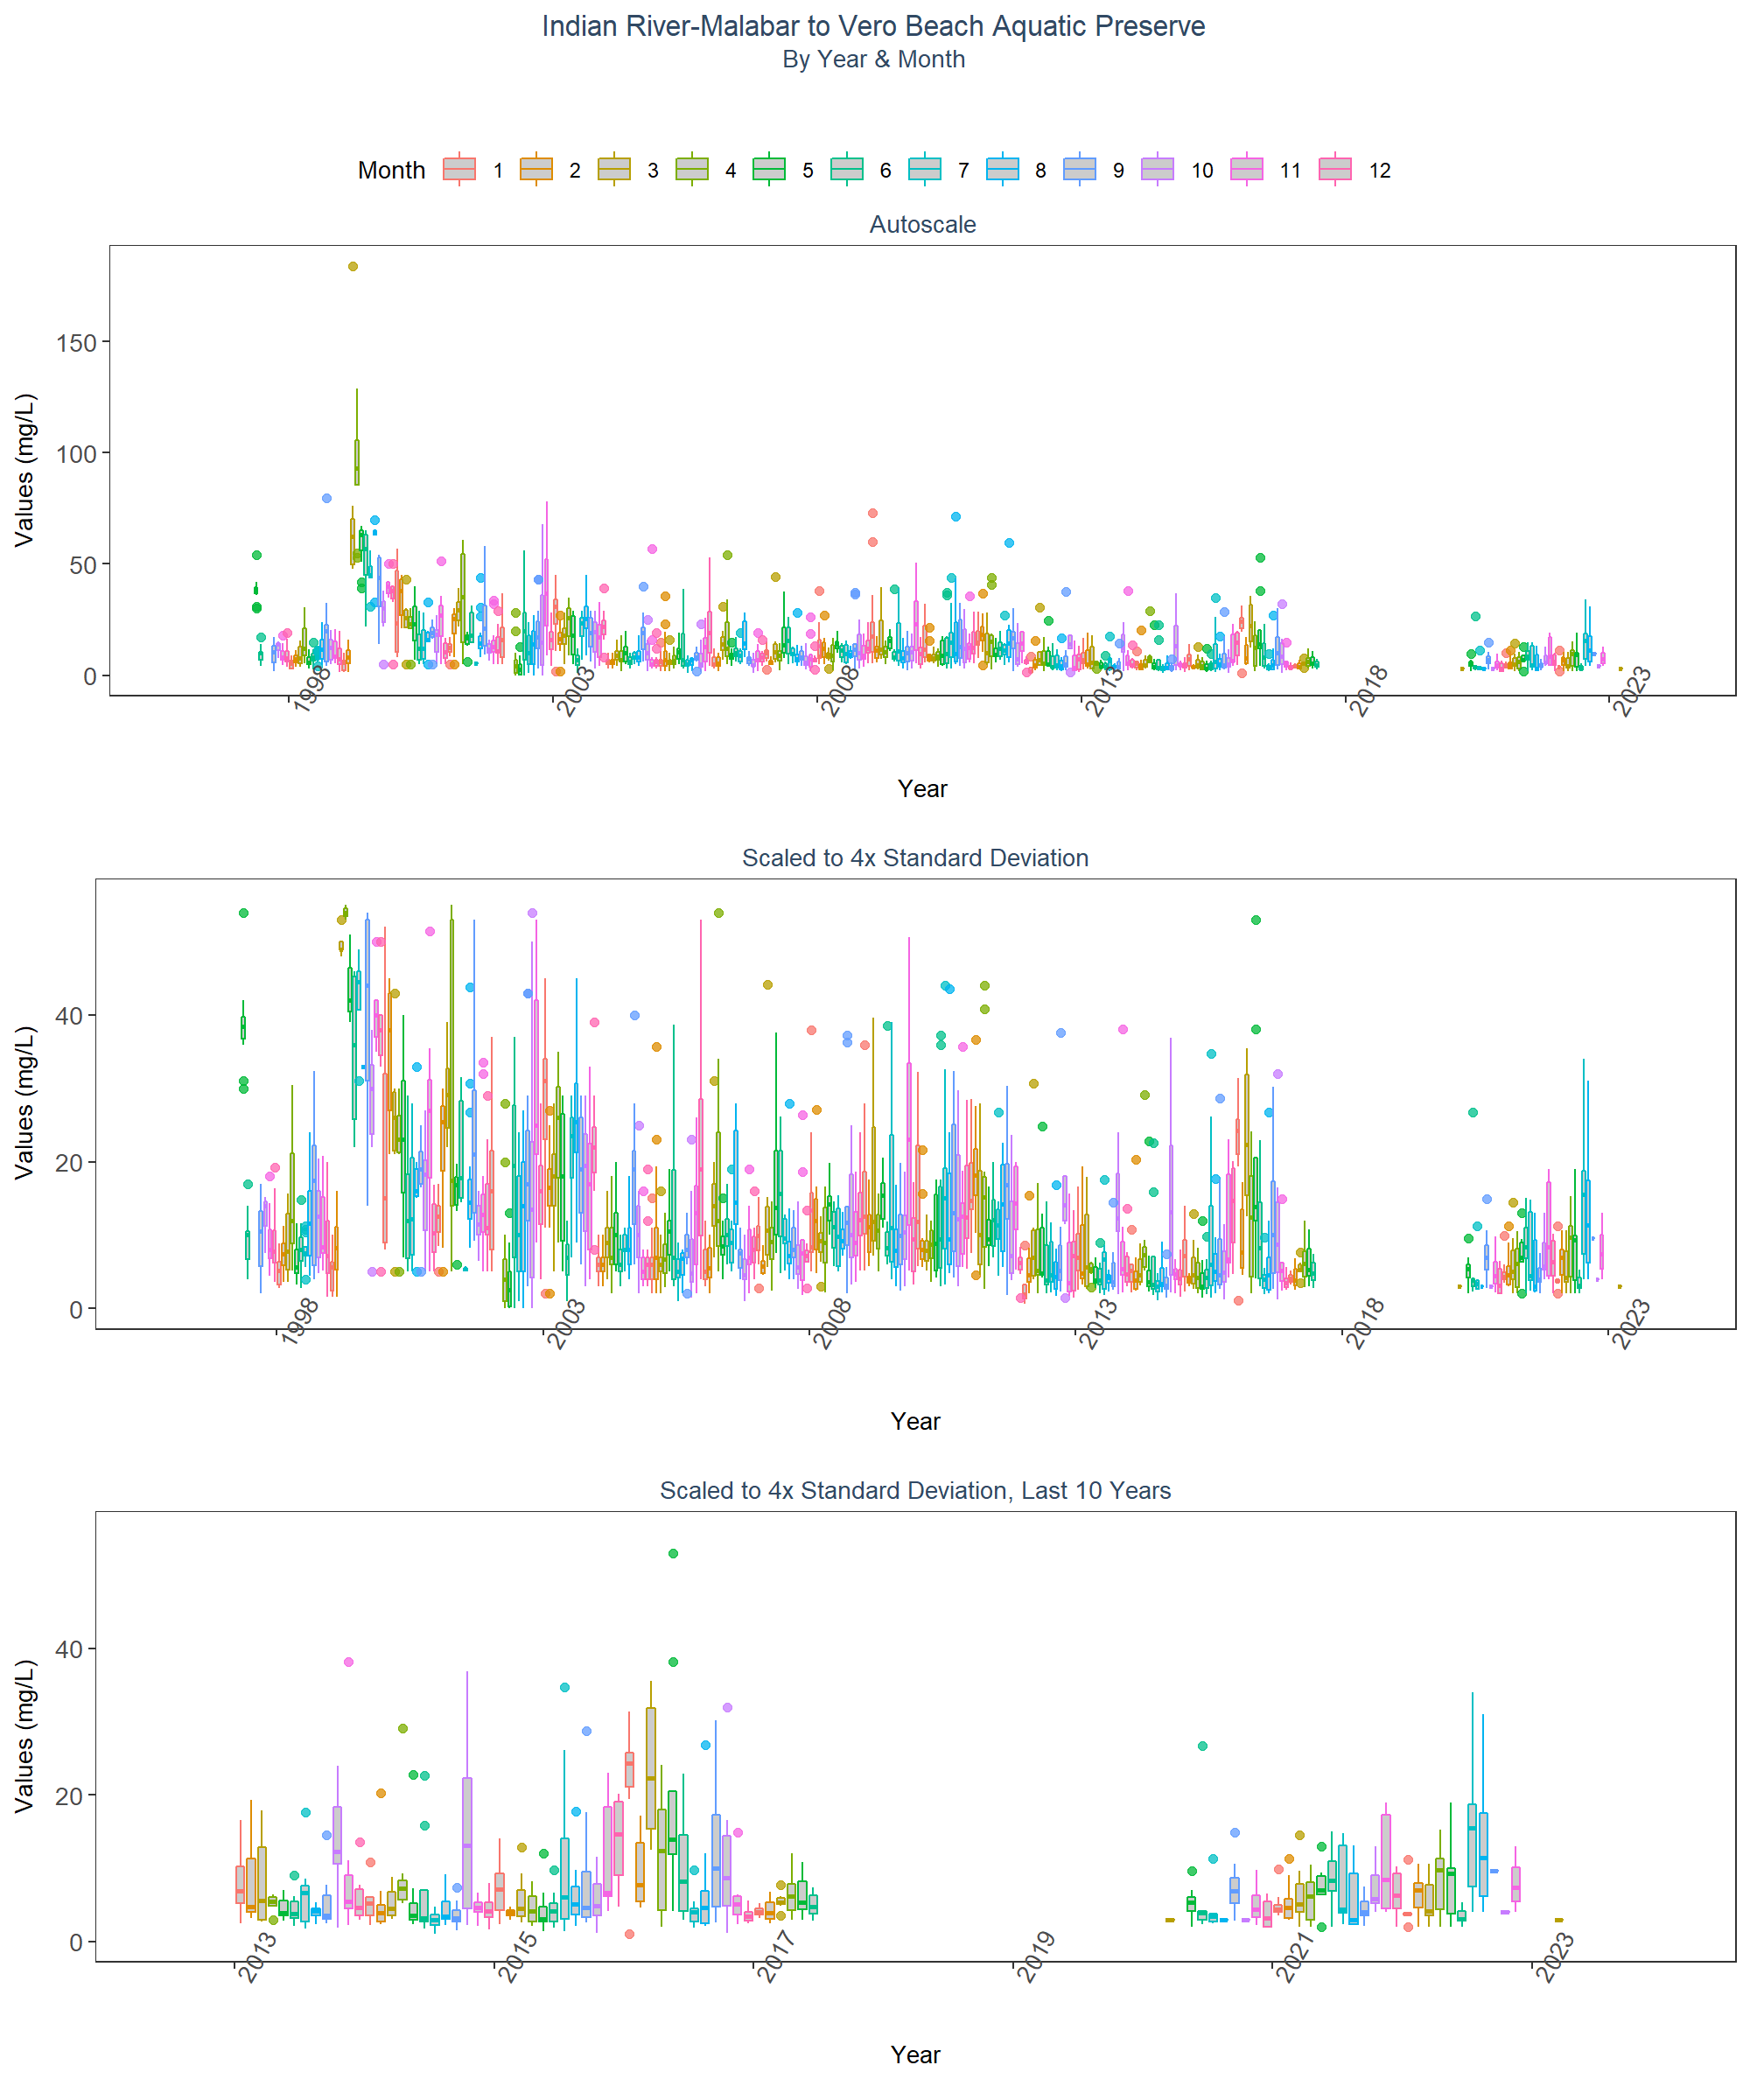 Indian River-Malabar to Vero Beach Aquatic Preserve
By Year & Month
Month 1 2 3 4 5 6 7 8 9 10 11 12
Autoscale
Values (mg/L)
150
100
50
0
1998 2003 2008 2013 2018 2023
Year
Scaled to 4x Standard Deviation
Values (mg/L)
40
20
0
1998 2003 2008 2013 2018 2023
Year
Scaled to 4x Standard Deviation, Last 10 Years
Values (mg/L)
40
20
0
2013 2015 2017 2019 2021 2023
Year